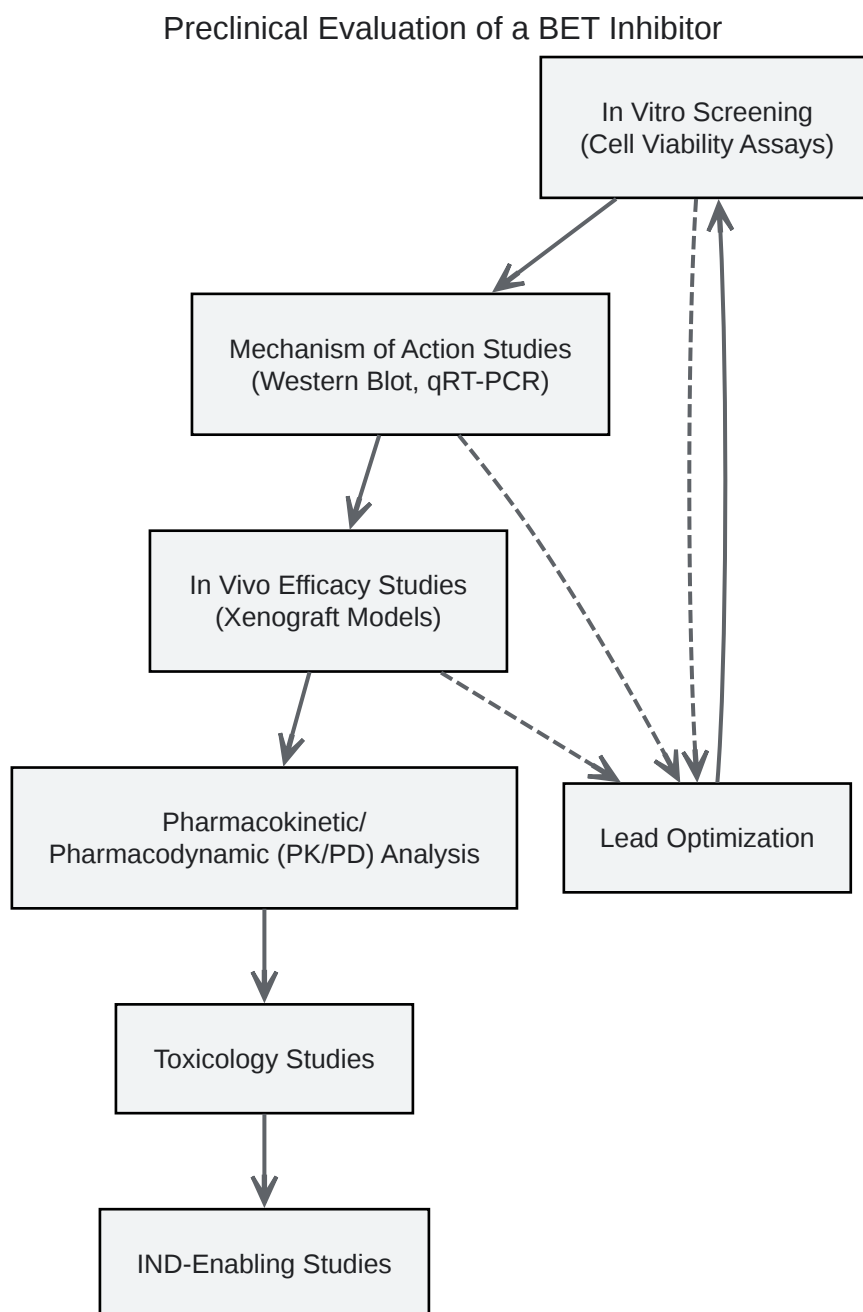 Preclinical Evaluation of a BET Inhibitor
In Vitro Screening
(Cell Viability Assays)
Mechanism of Action Studies
(Western Blot, qRT-PCR)
In Vivo Efficacy Studies
(Xenograft Models)
Pharmacokinetic/
Pharmacodynamic (PK/PD) Analysis
Lead Optimization
Toxicology Studies
IND-Enabling Studies